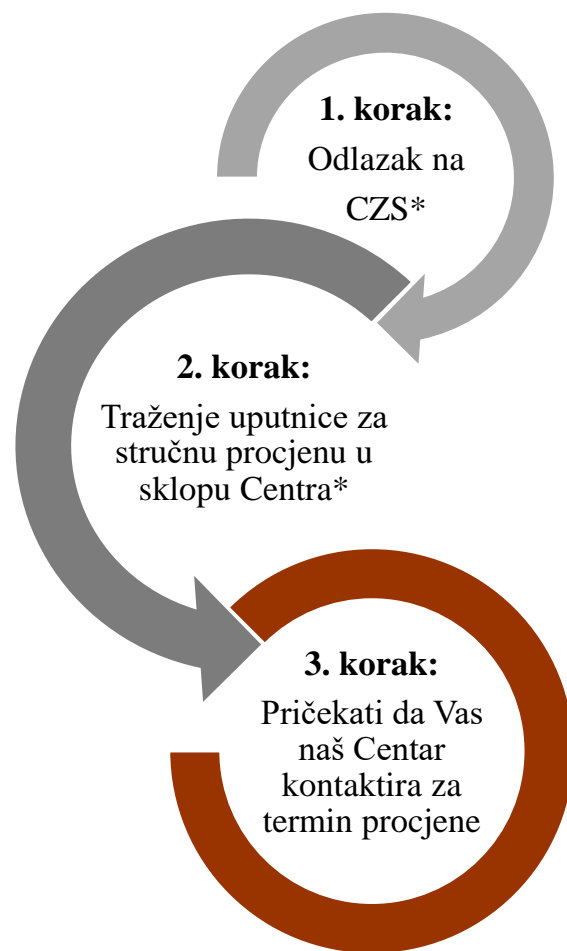 1. korak:
Odlazak na
CZS*
2. korak:
Traženje uputnice za
stručnu procjenu u
sklopu Centra*
3. korak:
Pričekati da Vas
naš Centar
kontaktira za
termin procjene